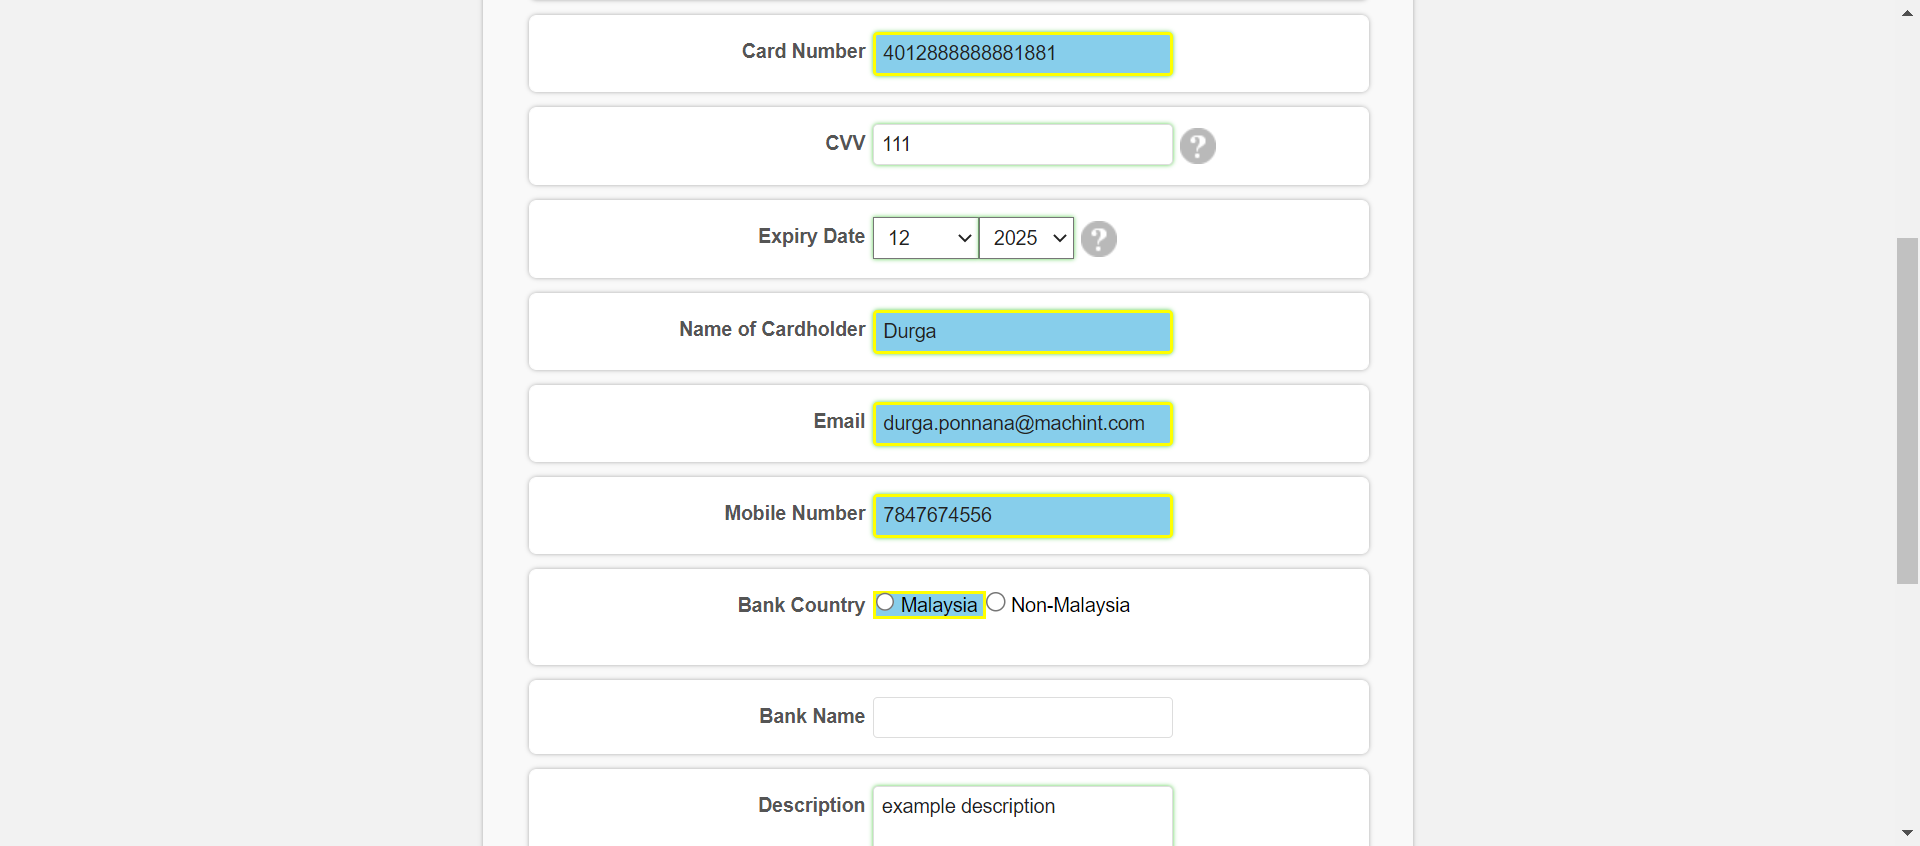 Card Number 4012888888881881
CVV 111 ?
Expiry Date 12 2025 ?
Name of Cardholder Durga
Email durga.ponnana@machint.com
Mobile Number 7847674556
Bank Country Malaysia Non-Malaysia
Bank Name
Description example description